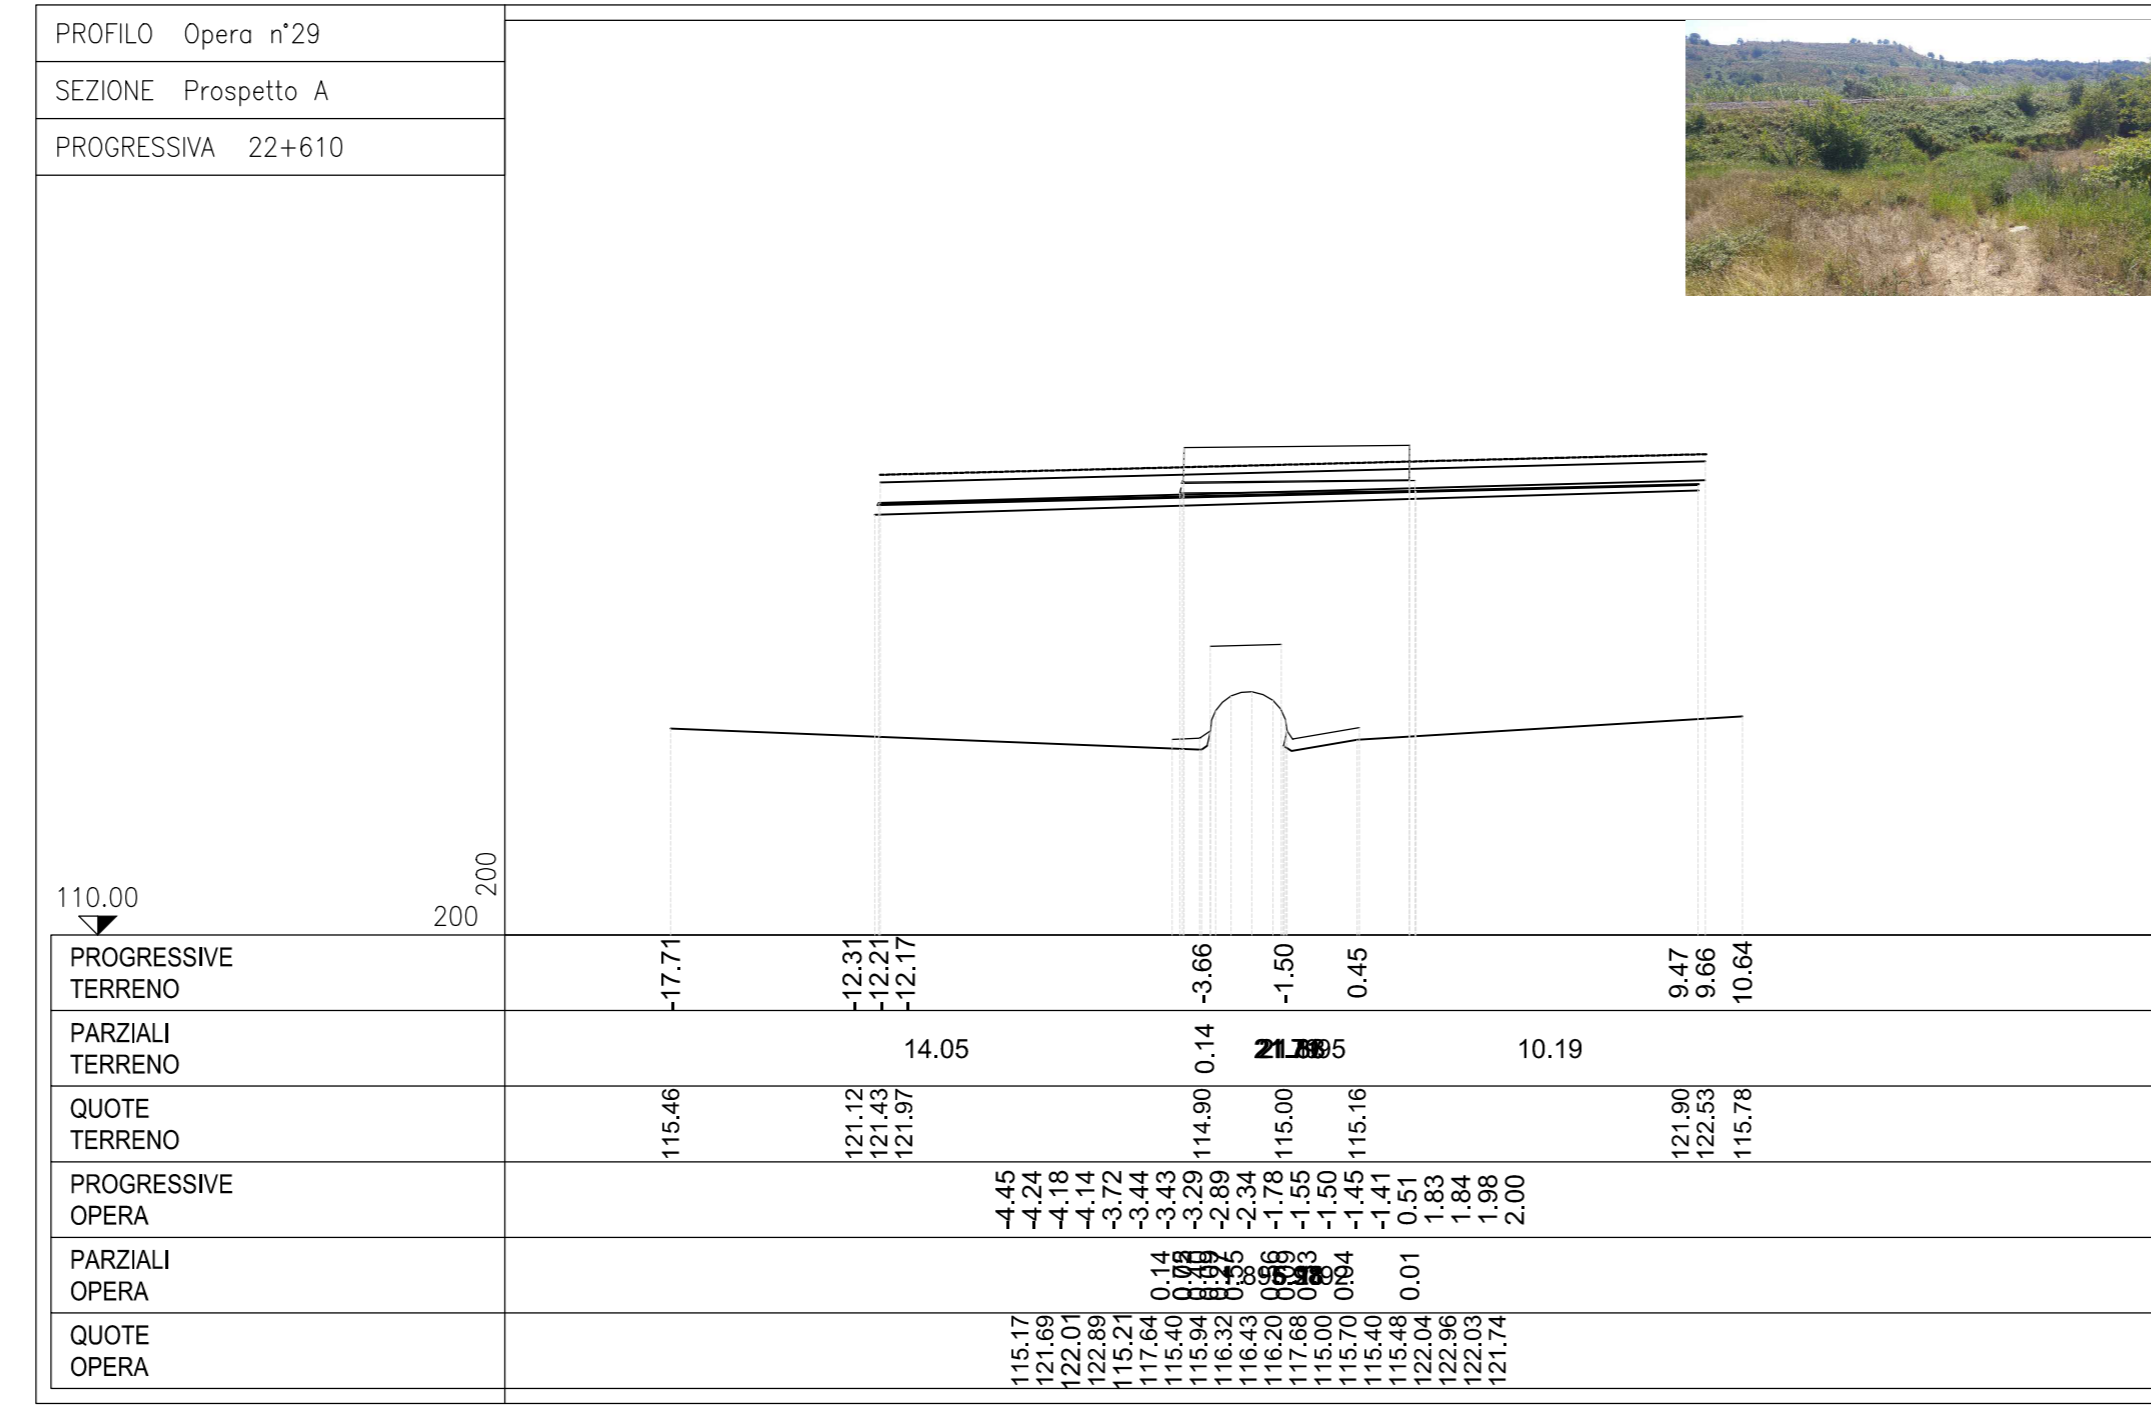 PROFILO Opera n°29
SEZIONE Prospetto A
PROGRESSIVA 22+610
200
110.00
200
PROGRESSIVE
TERRENO
-17.71 -12.31 -12.21 -12.17 -3.66 -1.50 0.45 9.47 9.66 10.64
PARZIALI
TERRENO
14.05 0.14 10.19
QUOTE
TERRENO
115.46 121.12 121.43 121.97 114.90 115.00 115.16 121.90 122.53 115.78
PROGRESSIVE
OPERA
-4.45 -4.24 -4.18 -4.14 -3.72 -3.44 -3.43 -3.29 -2.89 -2.34 -1.78 -1.55 -1.50 -1.45 -1.41 0.51 1.83 1.84 1.98 2.00
PARZIALI
OPERA
0.14 0.01
QUOTE
OPERA
115.17 121.69 122.01 122.89 115.21 117.64 115.40 115.94 116.32 116.43 116.20 117.68 115.00 115.70 115.40 115.48 122.04 122.96 122.03 121.74